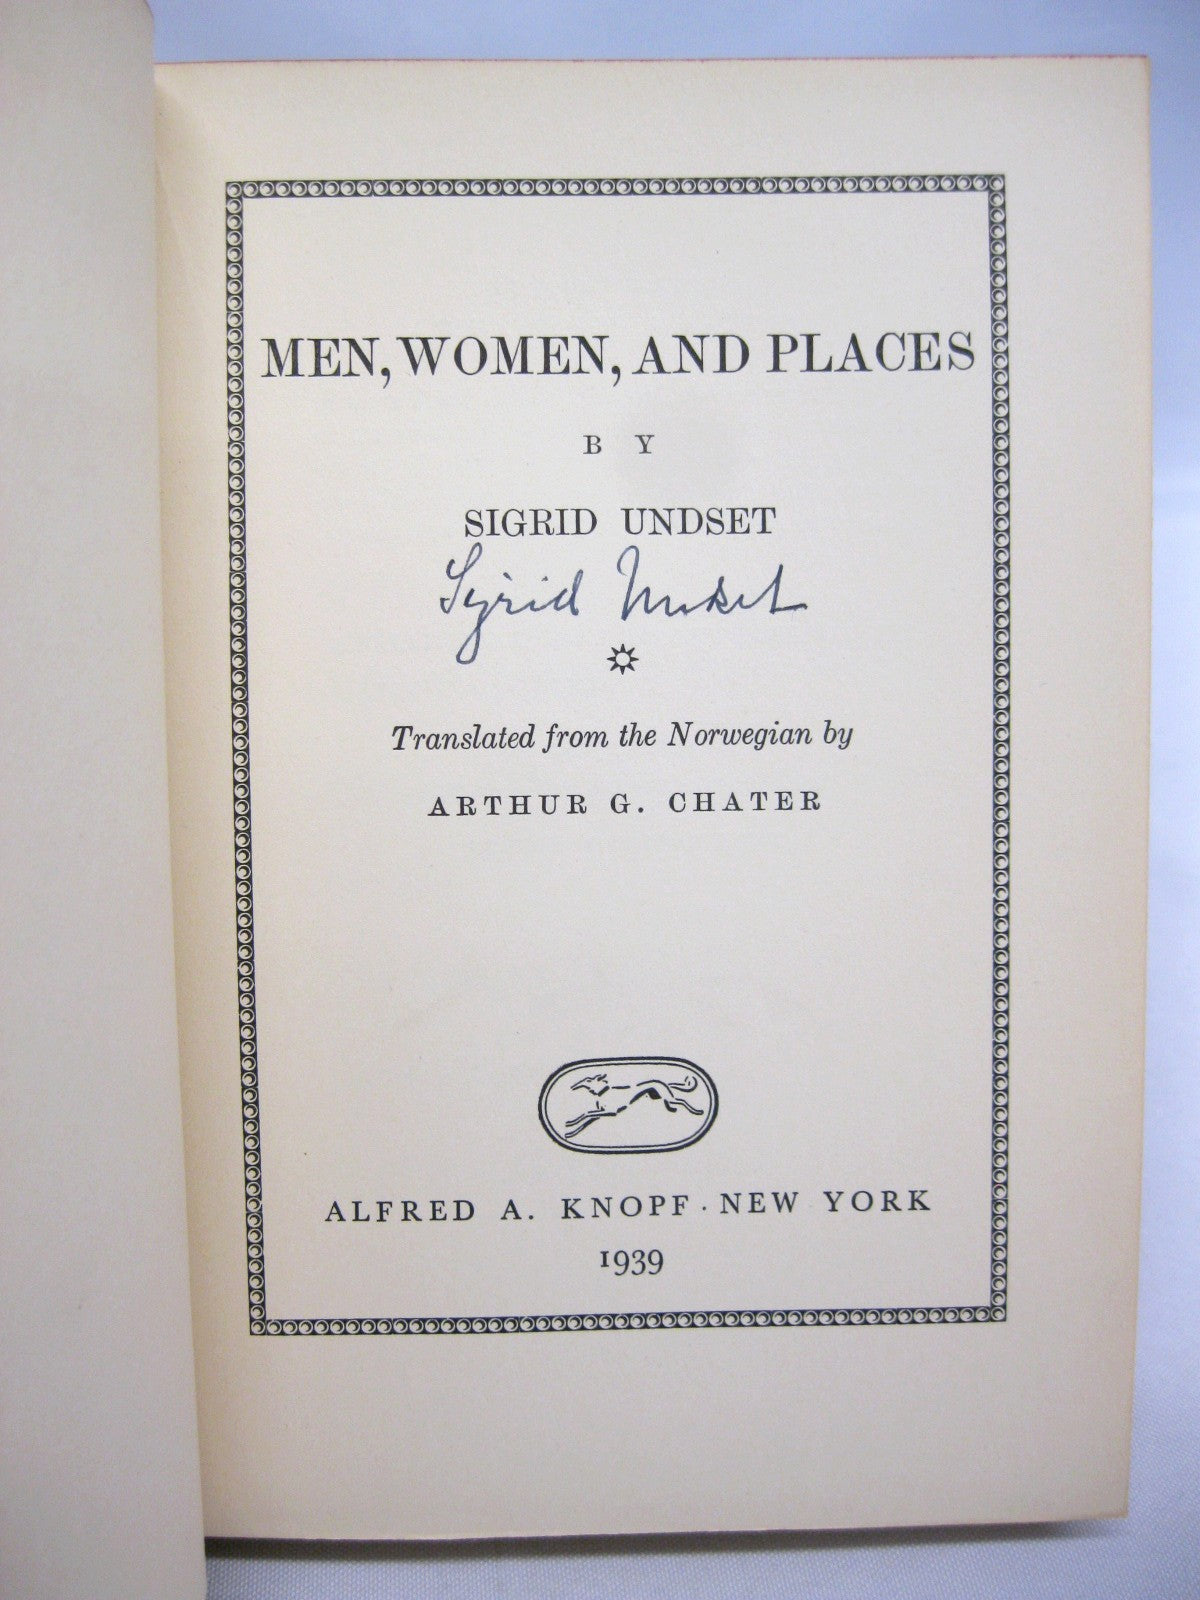 MEN, WOMEN, AND PLACES
BY
SIGRID UNDSET
Sigrid Undset
Translated from the Norwegian by
ARTHUR G. CHATER
ALFRED A. KNOPF · NEW YORK
1939